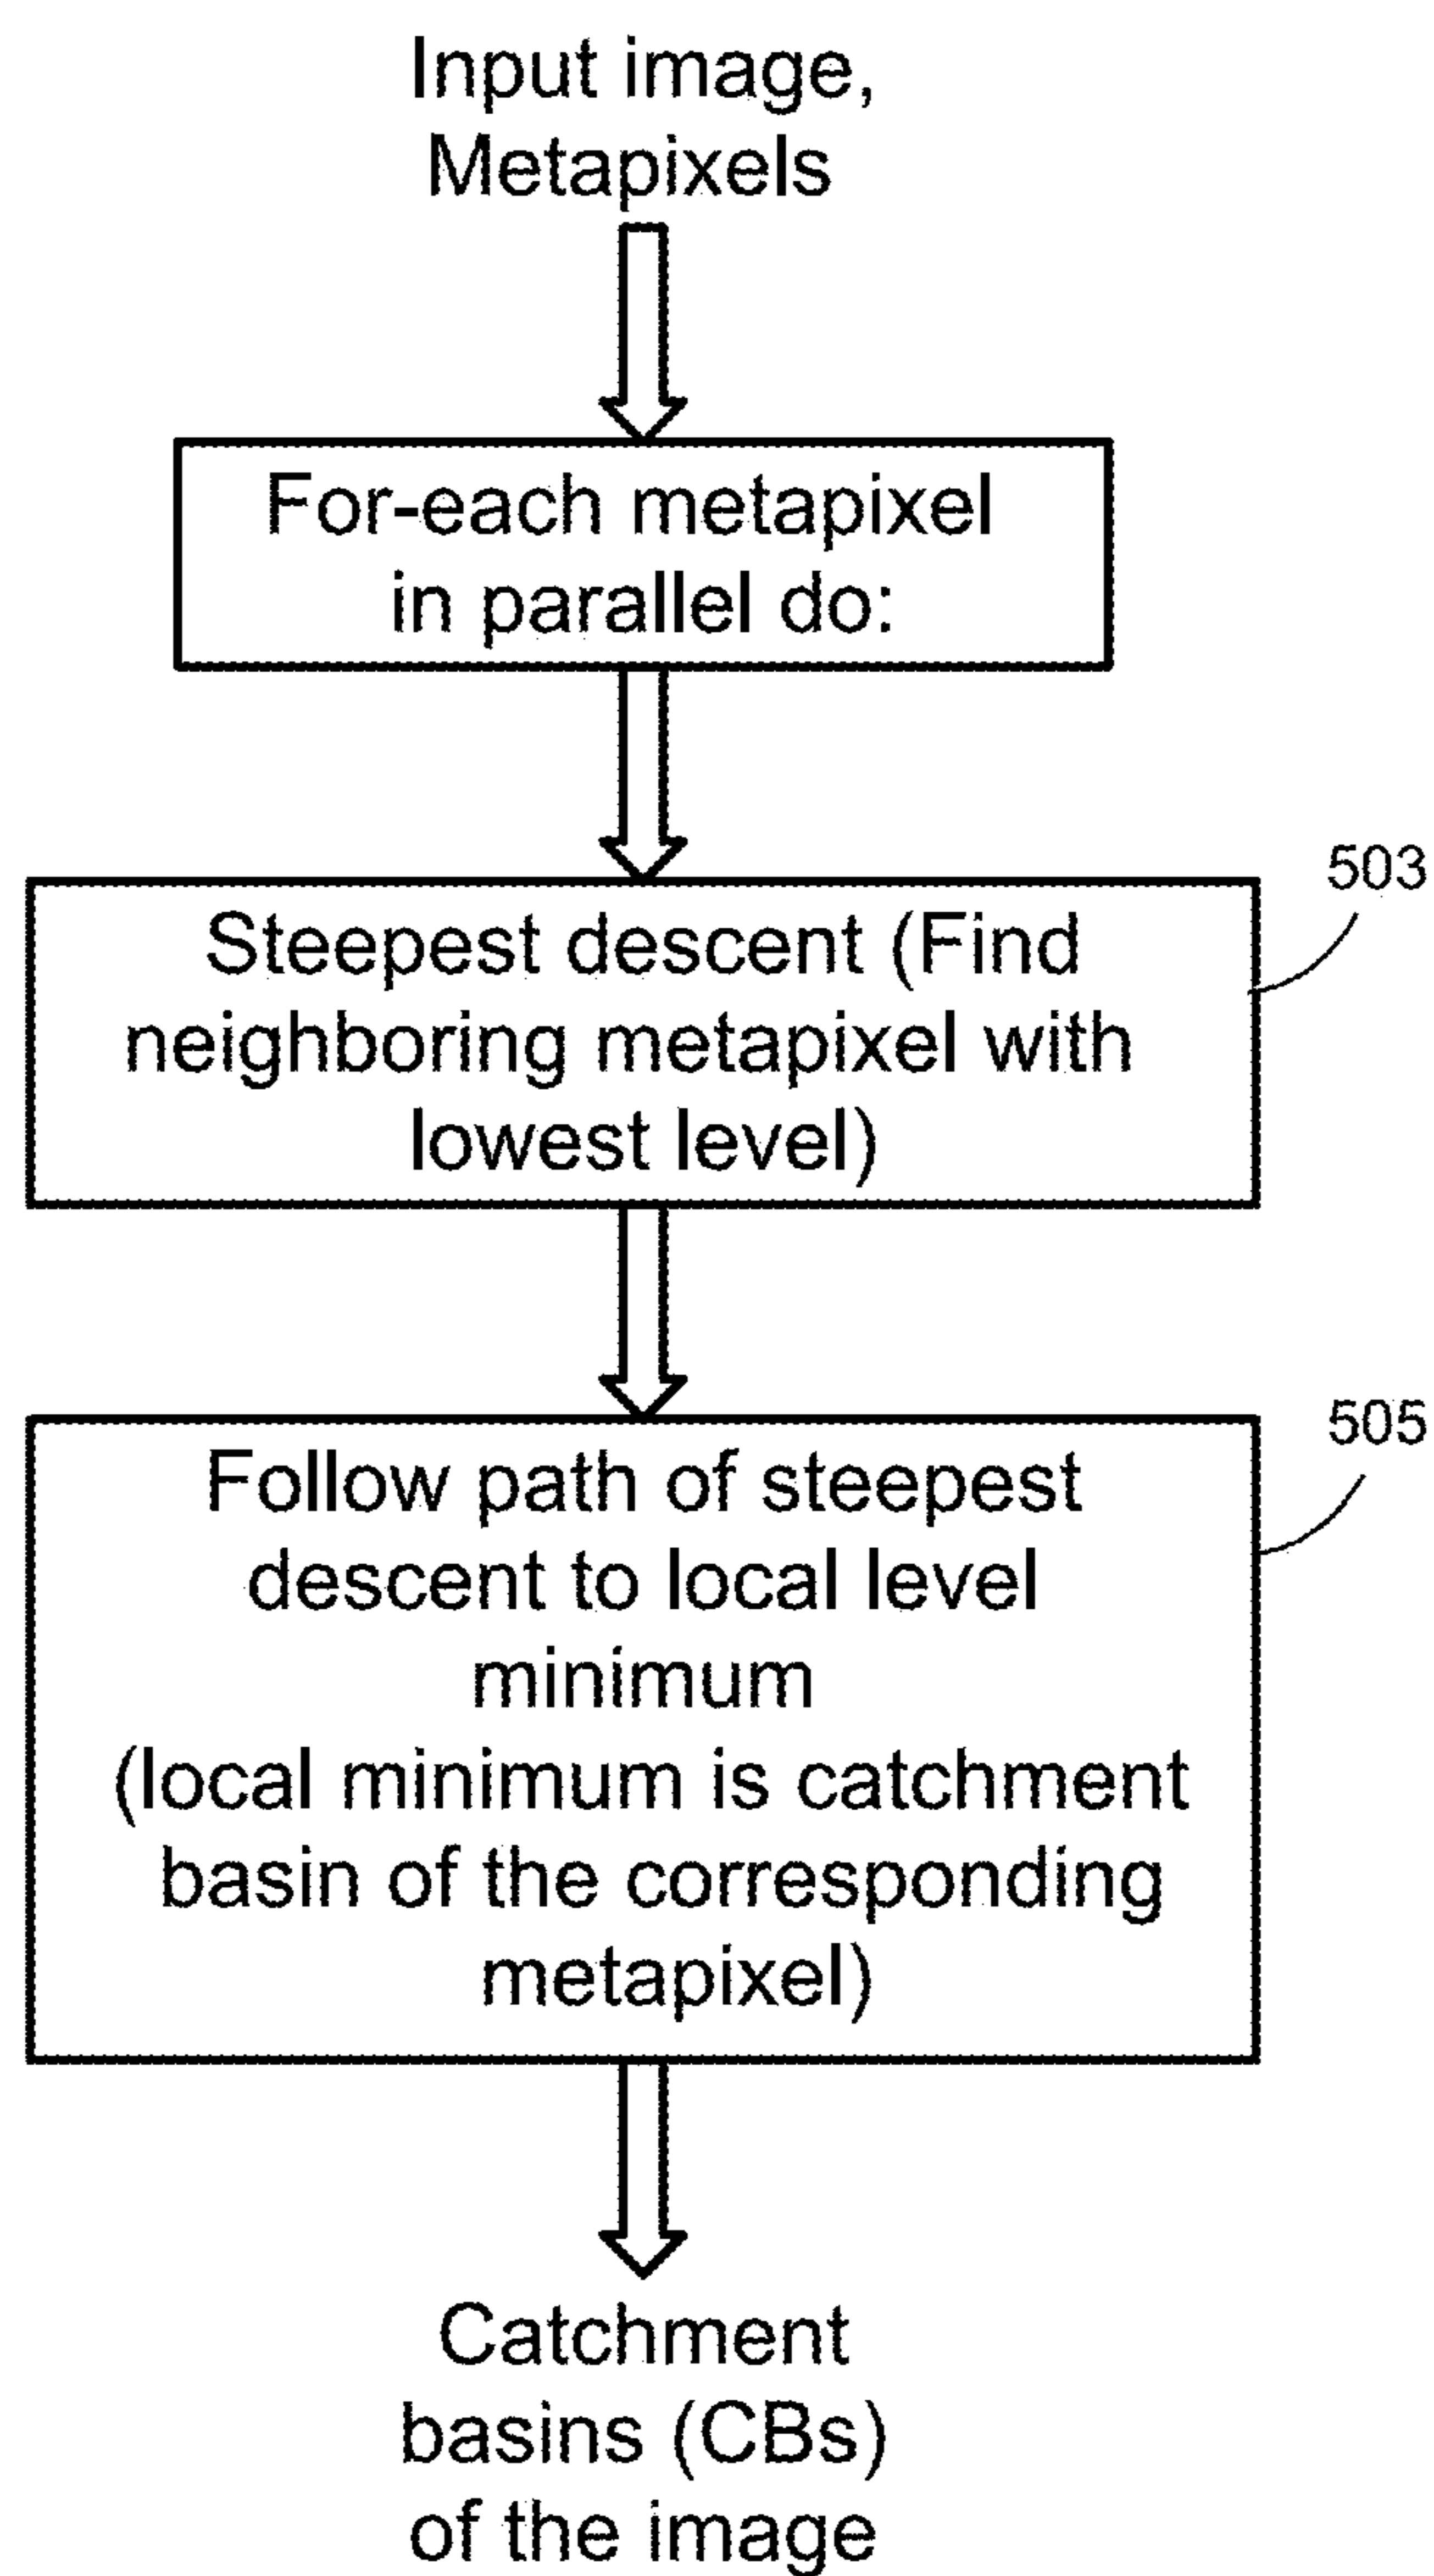 Input image,
Metapixels
For-each metapixel
in parallel do:
503
Steepest descent (Find
neighboring metapixel with
lowest level)
505
Follow path of steepest
descent to local level
minimum
(local minimum is catchment
basin of the corresponding
metapixel)
Catchment
basins (CBs)
of the image